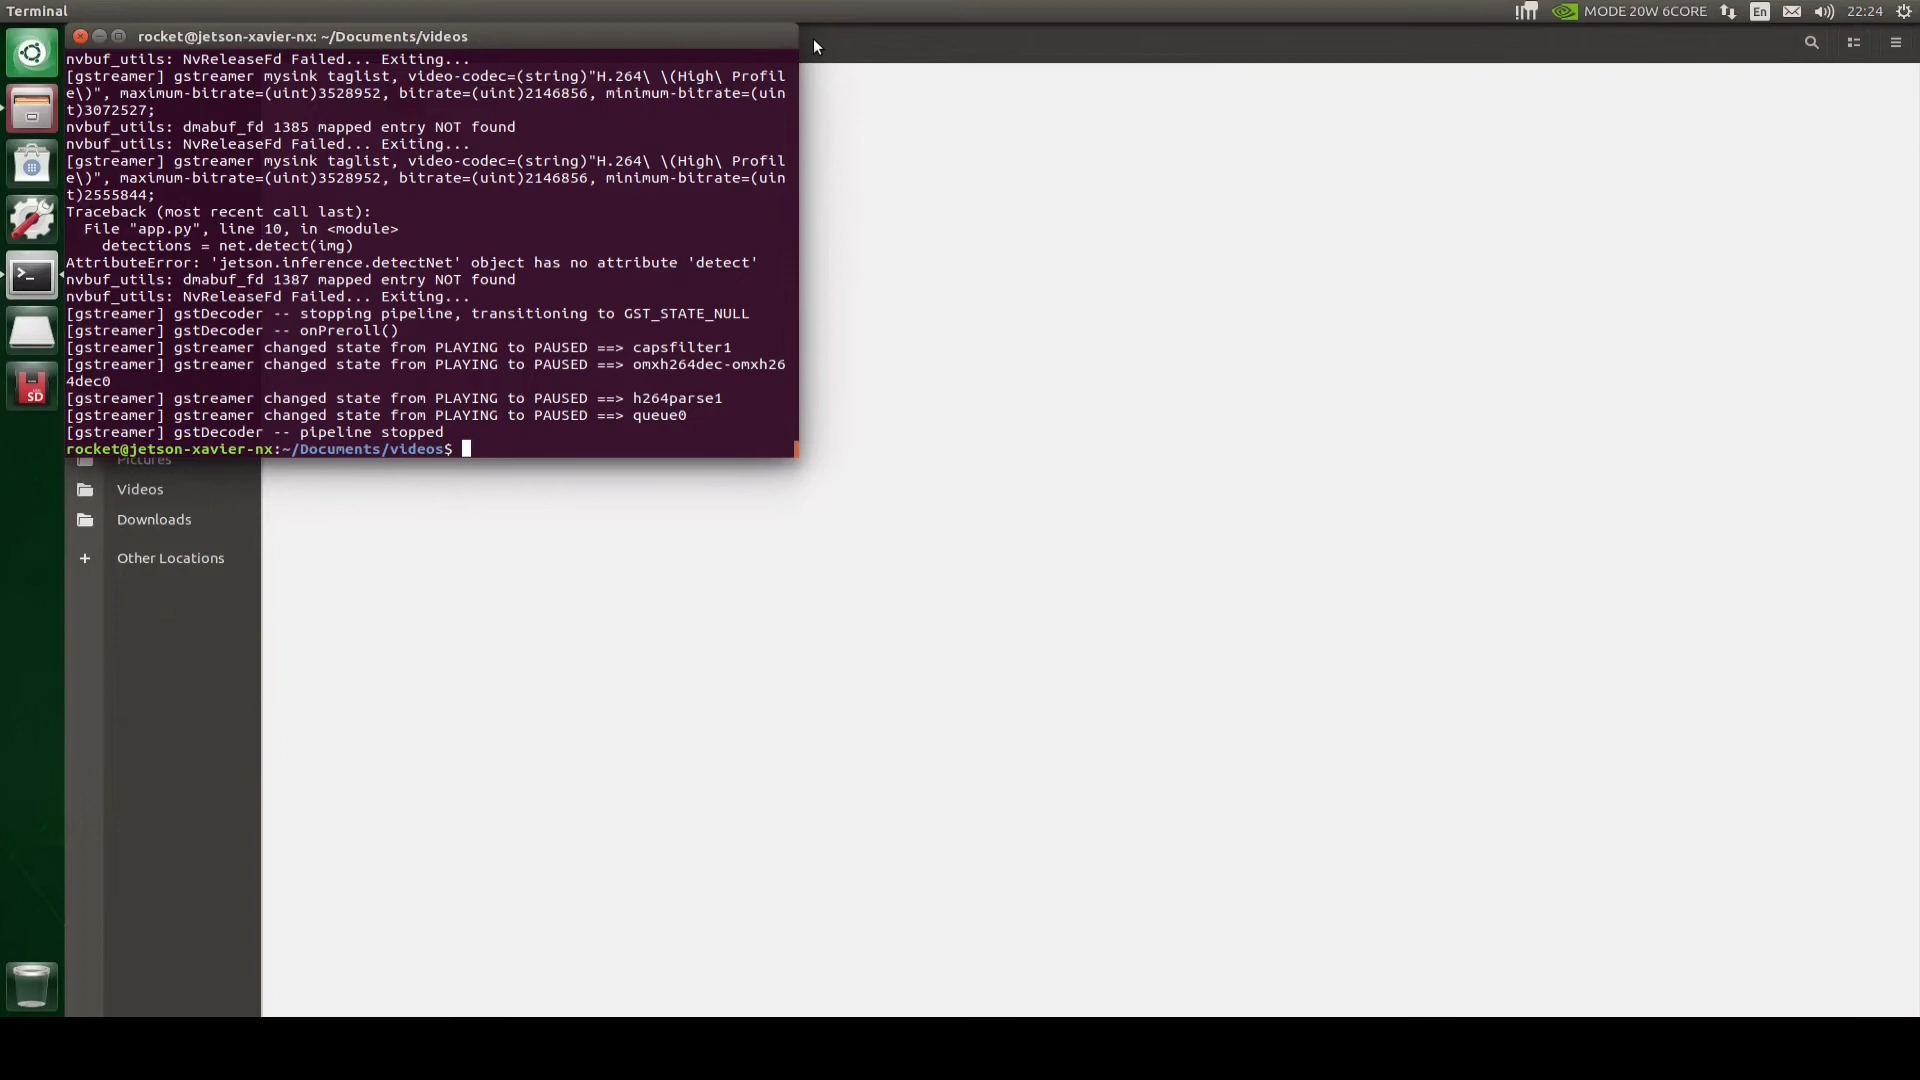 Terminal
MODE 20W 6CORE
En
22:24
rocket@jetson-xavier-nx: ~/Documents/videos
nvbuf_utils: NvReleaseFd Failed... Exiting...
[gstreamer] gstreamer mysink taglist, video-codec=(string)"H.264\ \(High\ Profil
e\)", maximum-bitrate=(uint)3528952, bitrate=(uint)2146856, minimum-bitrate=(uin
t)3072527;
nvbuf_utils: dmabuf_fd 1385 mapped entry NOT found
nvbuf_utils: NvReleaseFd Failed... Exiting...
[gstreamer] gstreamer mysink taglist, video-codec=(string)"H.264\ \(High\ Profil
e\)", maximum-bitrate=(uint)3528952, bitrate=(uint)2146856, minimum-bitrate=(uin
t)2555844;
Traceback (most recent call last):
  File "app.py", line 10, in <module>
    detections = net.detect(img)
AttributeError: 'jetson.inference.detectNet' object has no attribute 'detect'
nvbuf_utils: dmabuf_fd 1387 mapped entry NOT found
nvbuf_utils: NvReleaseFd Failed... Exiting...
[gstreamer] gstDecoder -- stopping pipeline, transitioning to GST_STATE_NULL
[gstreamer] gstDecoder -- onPreroll()
[gstreamer] gstreamer changed state from PLAYING to PAUSED ==> capsfilter1
[gstreamer] gstreamer changed state from PLAYING to PAUSED ==> omxh264dec-omxh26
4dec0
[gstreamer] gstreamer changed state from PLAYING to PAUSED ==> h264parse1
[gstreamer] gstreamer changed state from PLAYING to PAUSED ==> queue0
[gstreamer] gstDecoder -- pipeline stopped
rocket@jetson-xavier-nx:~/Documents/videos$
Pictures
Videos
Downloads
Other Locations
SD